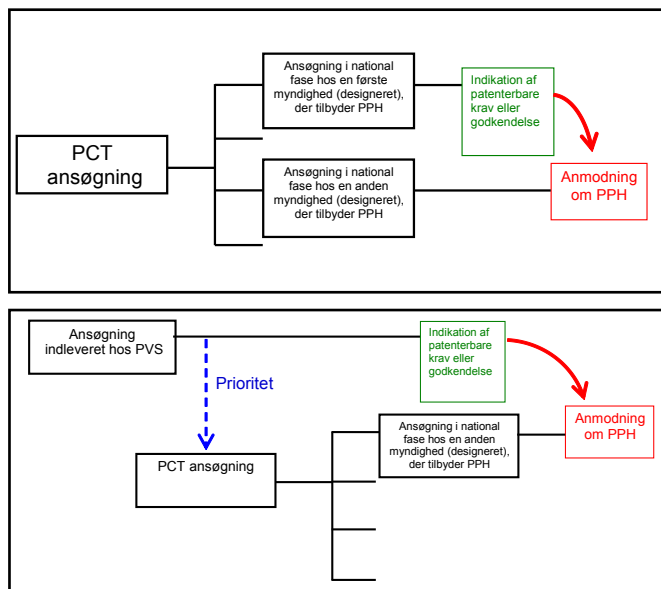 Ansøgning i national
fase hos en første
myndighed (designeret),
der tilbyder PPH
Indikation af
patenterbare
krav eller
godkendelse
PCT
ansøgning
Ansøgning i national
fase hos en anden
myndighed (designeret),
der tilbyder PPH
Anmodning
om PPH
Ansøgning
indleveret hos PVS
Indikation af
patenterbare
krav eller
godkendelse
Prioritet
Ansøgning i national
fase hos en anden
myndighed (designeret),
der tilbyder PPH
Anmodning
om PPH
PCT ansøgning